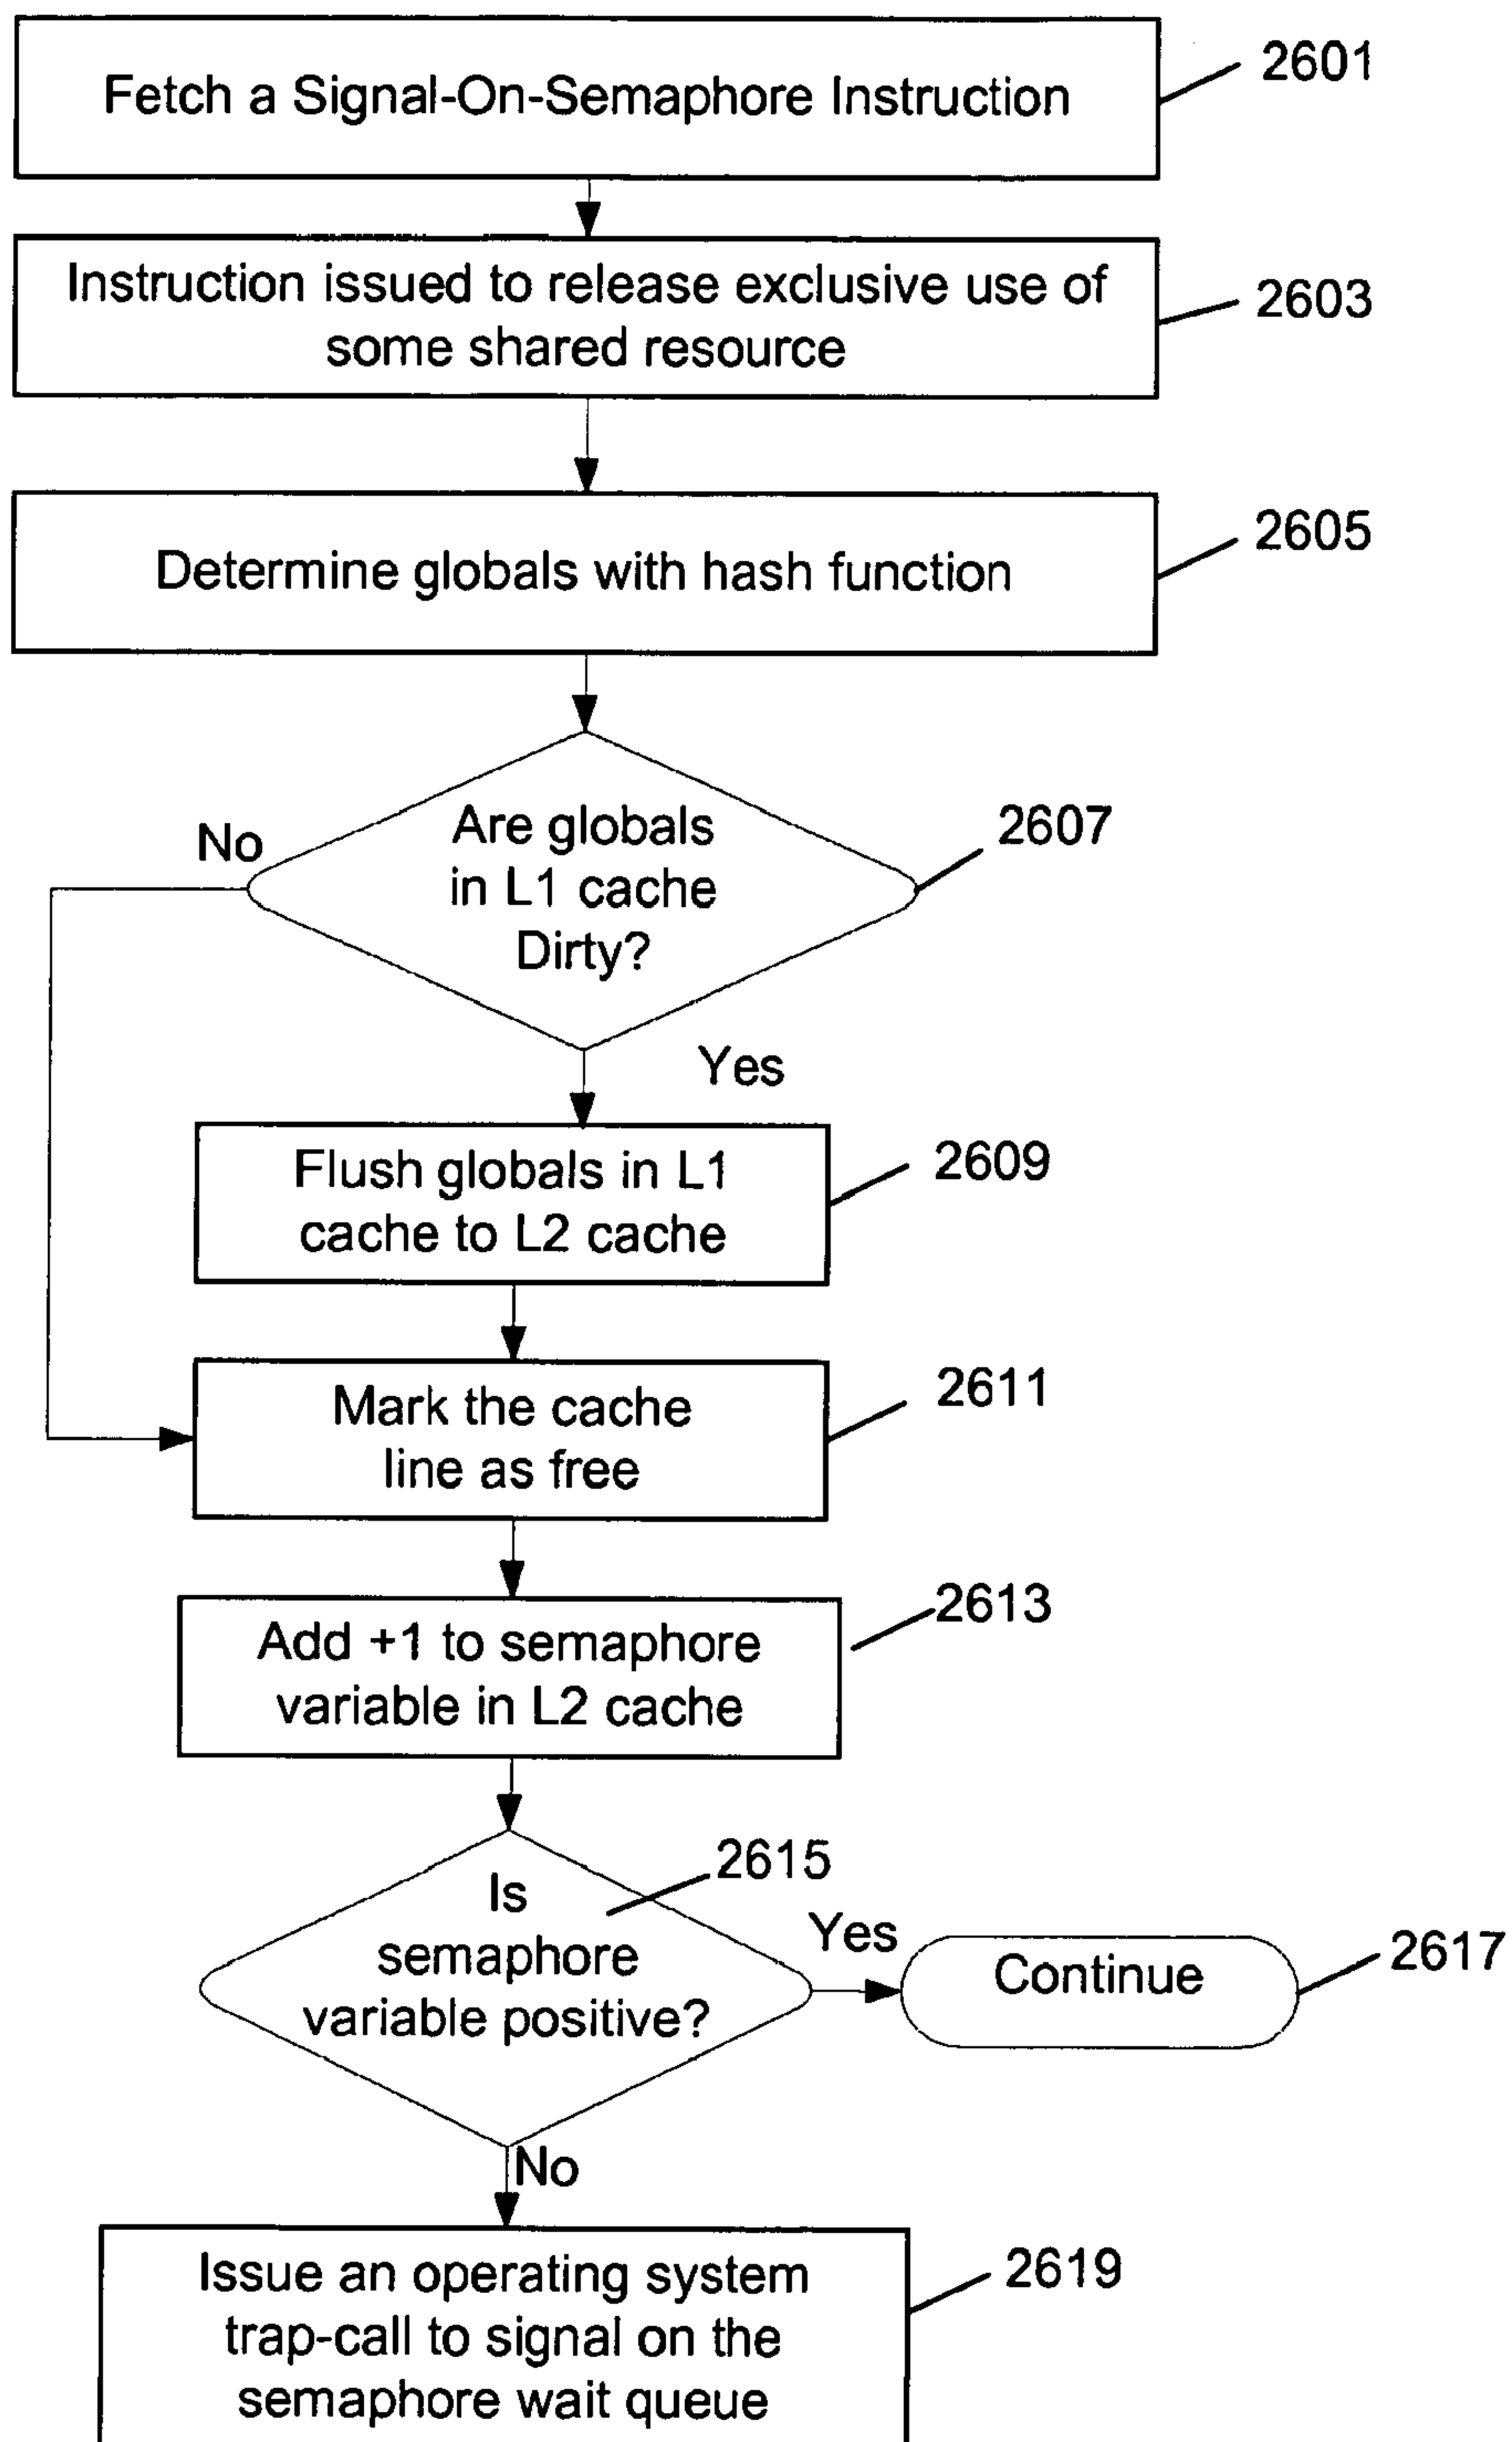 Fetch a Signal-On-Semaphore Instruction
2601
Instruction issued to release exclusive use of
some shared resource
2603
Determine globals with hash function
2605
Are globals
in L1 cache
Dirty?
2607
No
Yes
Flush globals in L1
cache to L2 cache
2609
Mark the cache
line as free
2611
Add +1 to semaphore
variable in L2 cache
2613
Is
semaphore
variable positive?
2615
Yes
Continue
2617
No
Issue an operating system
trap-call to signal on the
semaphore wait queue
2619